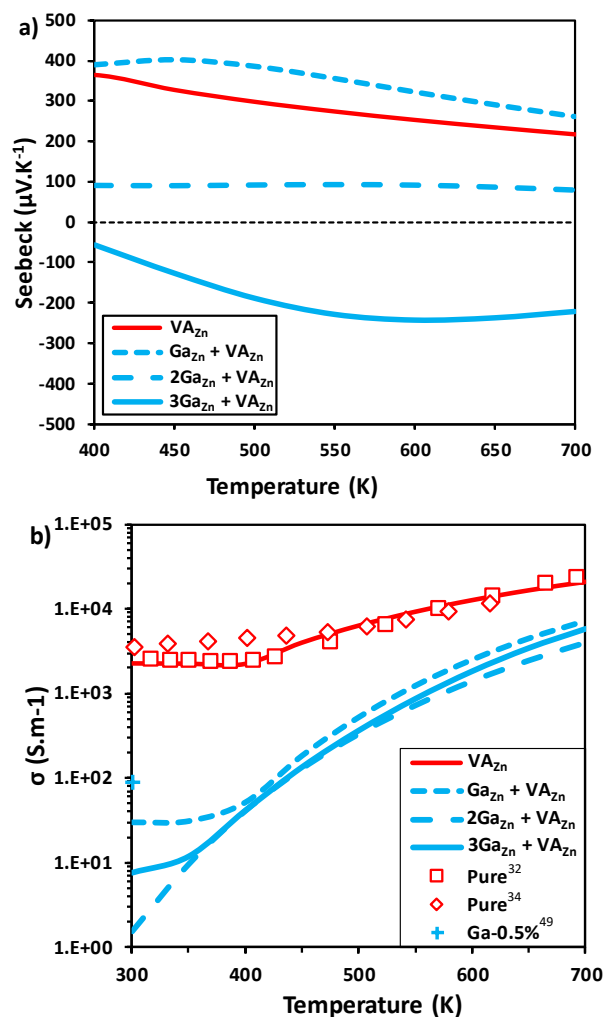 a)
500
400
300
200
100
0
-100
-200
-300
-400
-500
Seebeck (µV.K-1)
VAZn
GaZn + VAZn
2GaZn + VAZn
3GaZn + VAZn
400 450 500 550 600 650 700
Temperature (K)
b)
1.E+05
1.E+04
1.E+03
1.E+02
1.E+01
1.E+00
σ (S.m-1)
VAZn
GaZn + VAZn
2GaZn + VAZn
3GaZn + VAZn
Pure32
Pure34
Ga-0.5%49
300 400 500 600 700
Temperature (K)